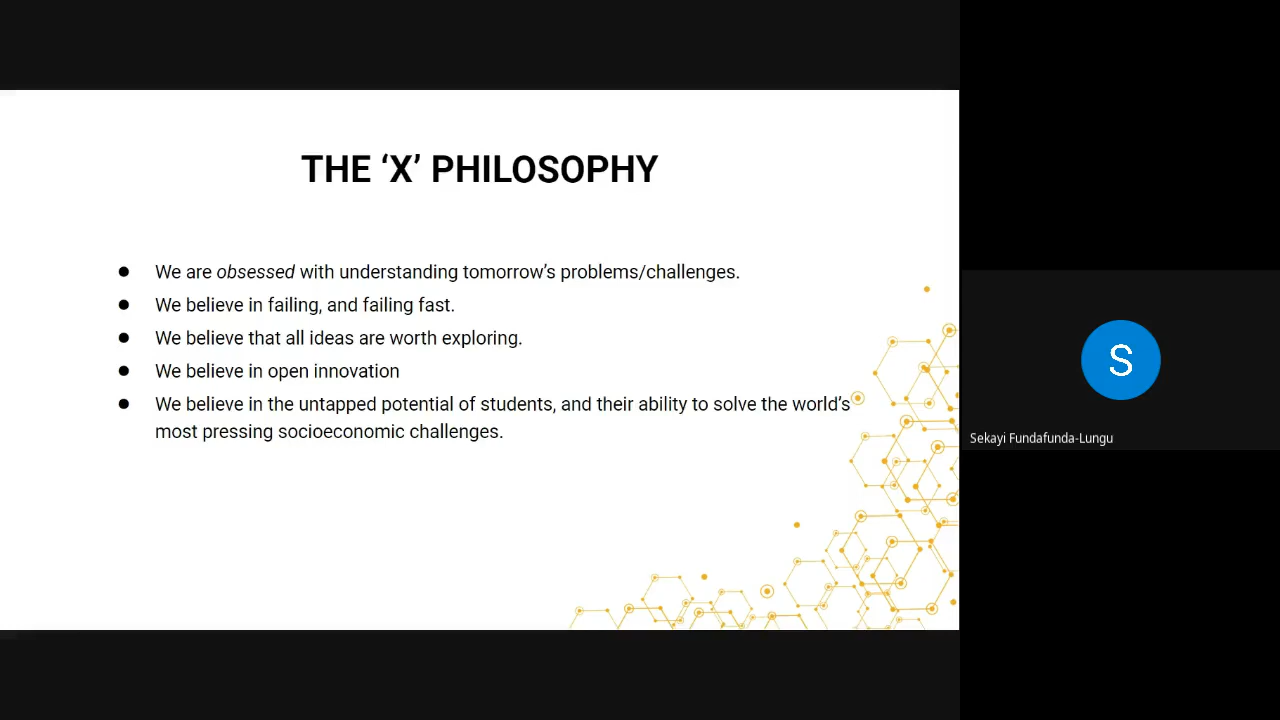 THE ‘X’ PHILOSOPHY
● We are obsessed with understanding tomorrow’s problems/challenges.
● We believe in failing, and failing fast.
● We believe that all ideas are worth exploring.
● We believe in open innovation
● We believe in the untapped potential of students, and their ability to solve the world’s
most pressing socioeconomic challenges.
S
Sekayi Fundafunda-Lungu